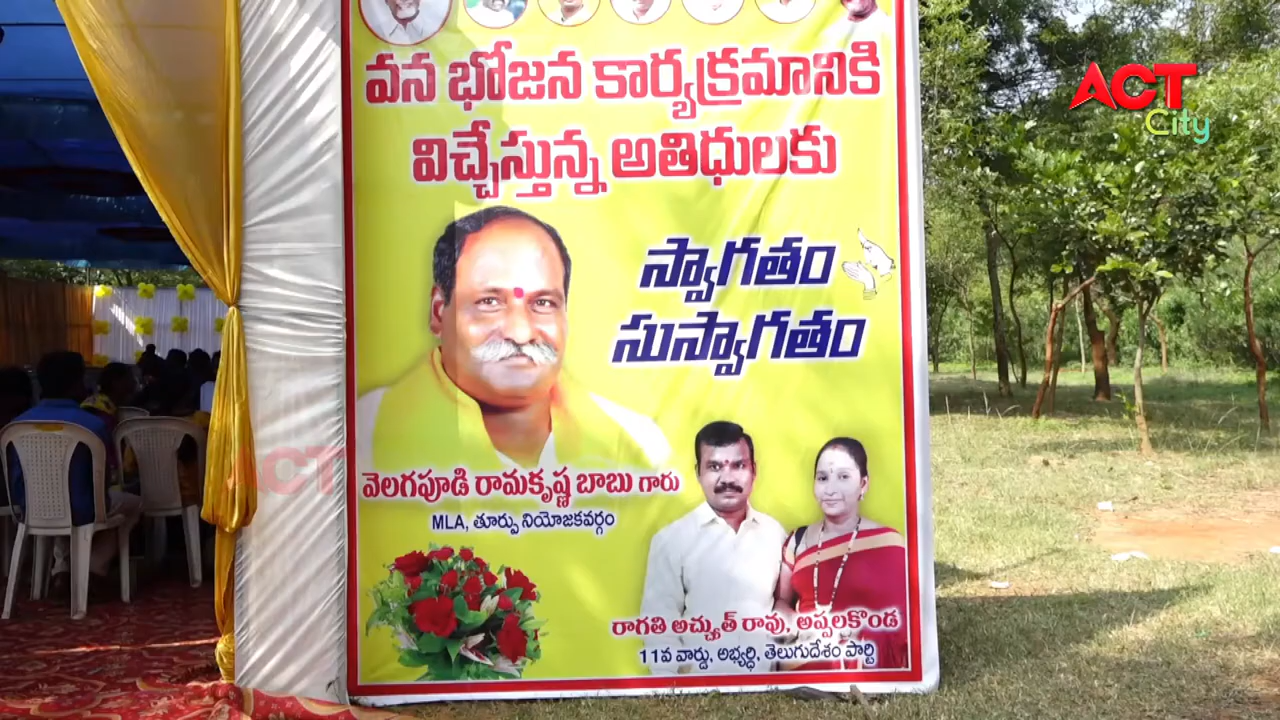 వన భోజన కార్యక్రమానికి
విచ్చేస్తున్న అతిధులకు
స్వాగతం
సుస్వాగతం
వెలగపూడి రామకృష్ణ బాబు గారు
MLA, తూర్పు నియోజకవర్గం
రాగతి అచ్చుత్ రావు, అప్పలకొండ
11వ వార్డు, అభ్యర్ధి, తెలుగుదేశం పార్టీ
ACT
City
ACT